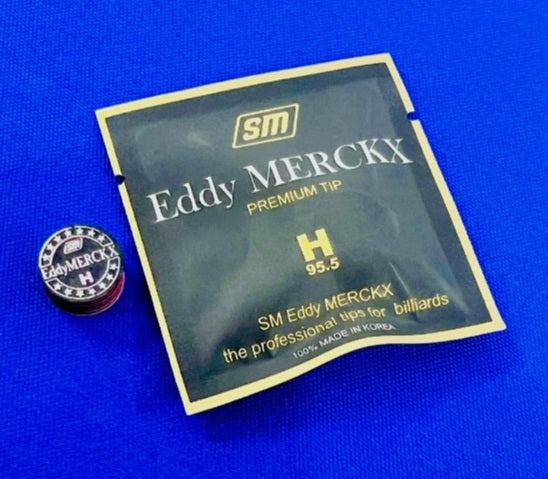 SM
Eddy MERCKX
PREMIUM TIP
H
95.5
SM Eddy MERCKX
the professional tips for billiards
100% MADE IN KOREA
SM
EddyMERCKX
H